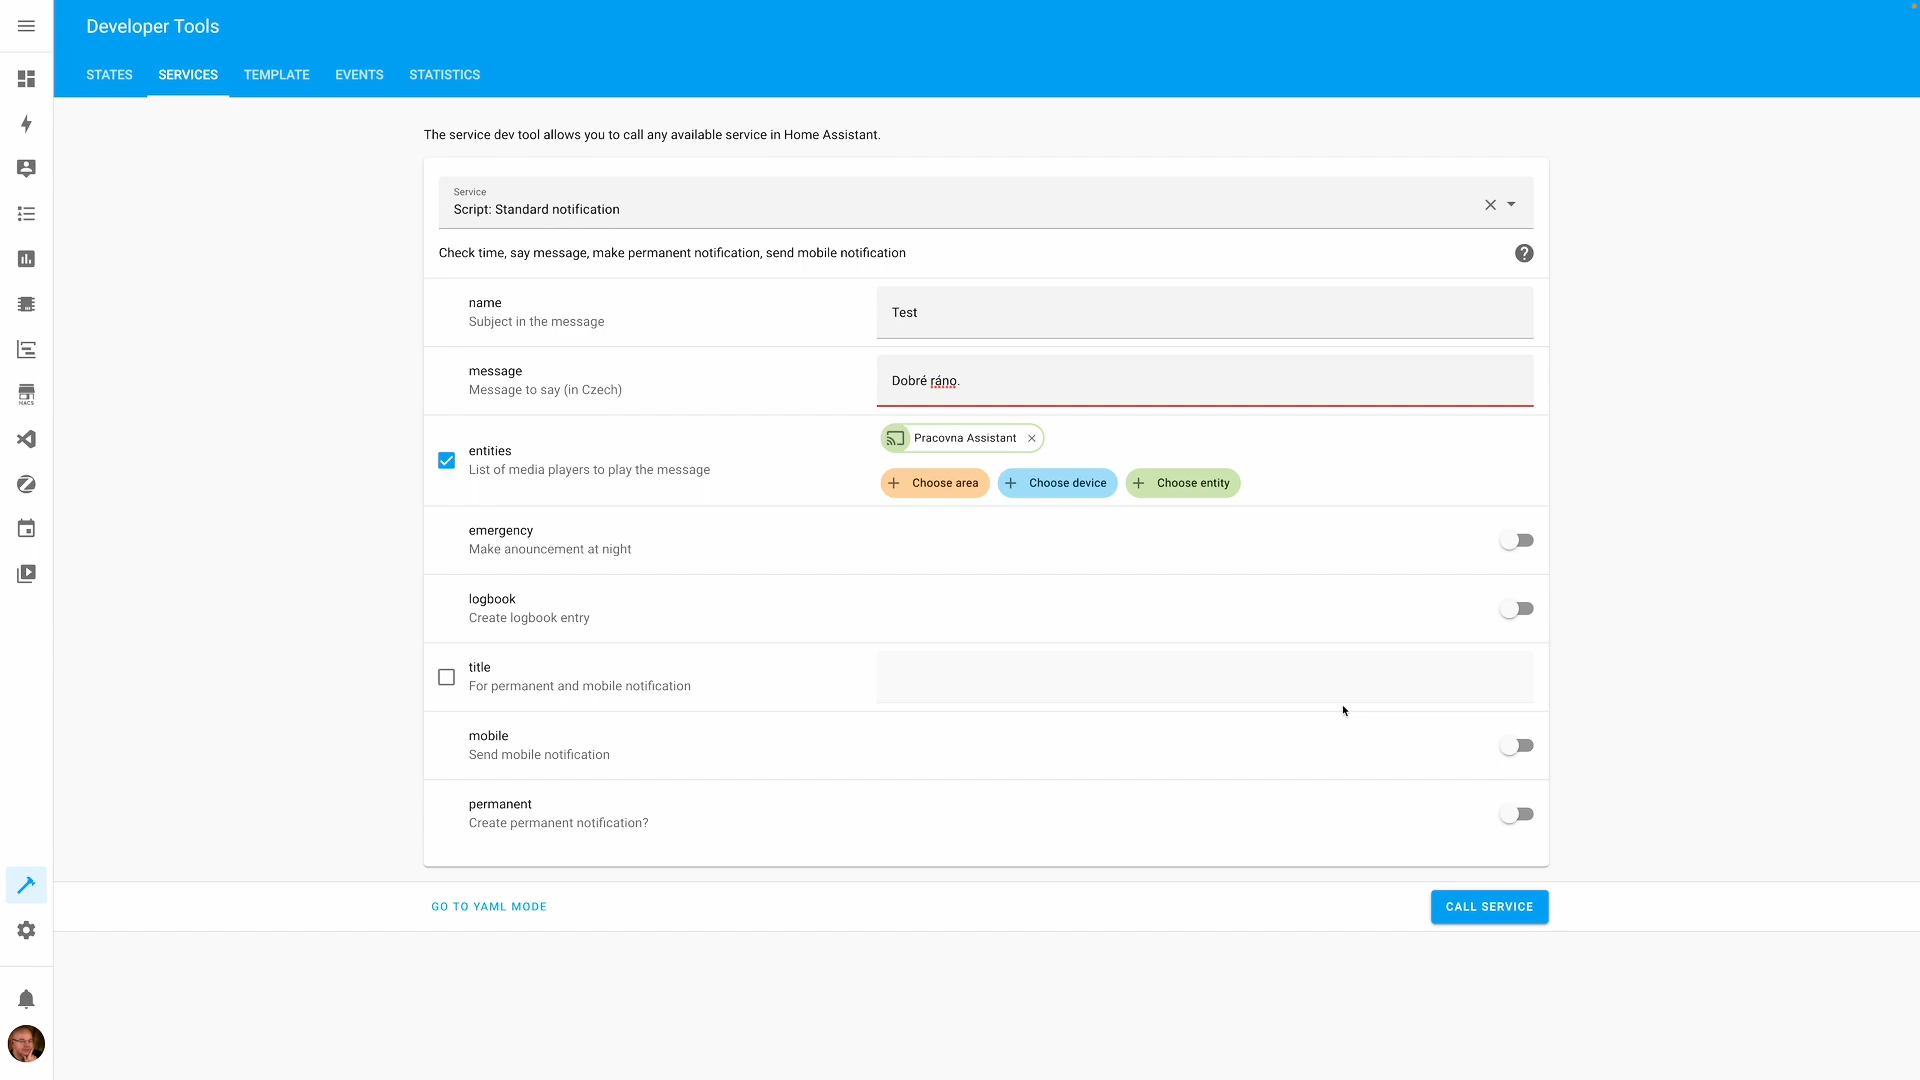 Developer Tools
STATES SERVICES TEMPLATE EVENTS STATISTICS
The service dev tool allows you to call any available service in Home Assistant.
Service
Script: Standard notification
Check time, say message, make permanent notification, send mobile notification
name
Subject in the message
Test
message
Message to say (in Czech)
Dobré ráno.
entities
List of media players to play the message
Pracovna Assistant
Choose area Choose device Choose entity
emergency
Make anouncement at night
logbook
Create logbook entry
title
For permanent and mobile notification
mobile
Send mobile notification
permanent
Create permanent notification?
GO TO YAML MODE
CALL SERVICE
HACS